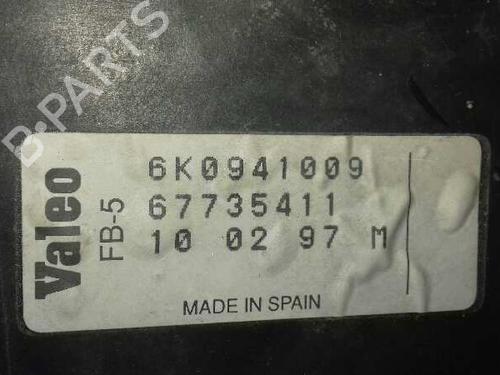 B-PARTS
Valeo
FB-5
6K0941009
67735411
10 02 97 M
MADE IN SPAIN